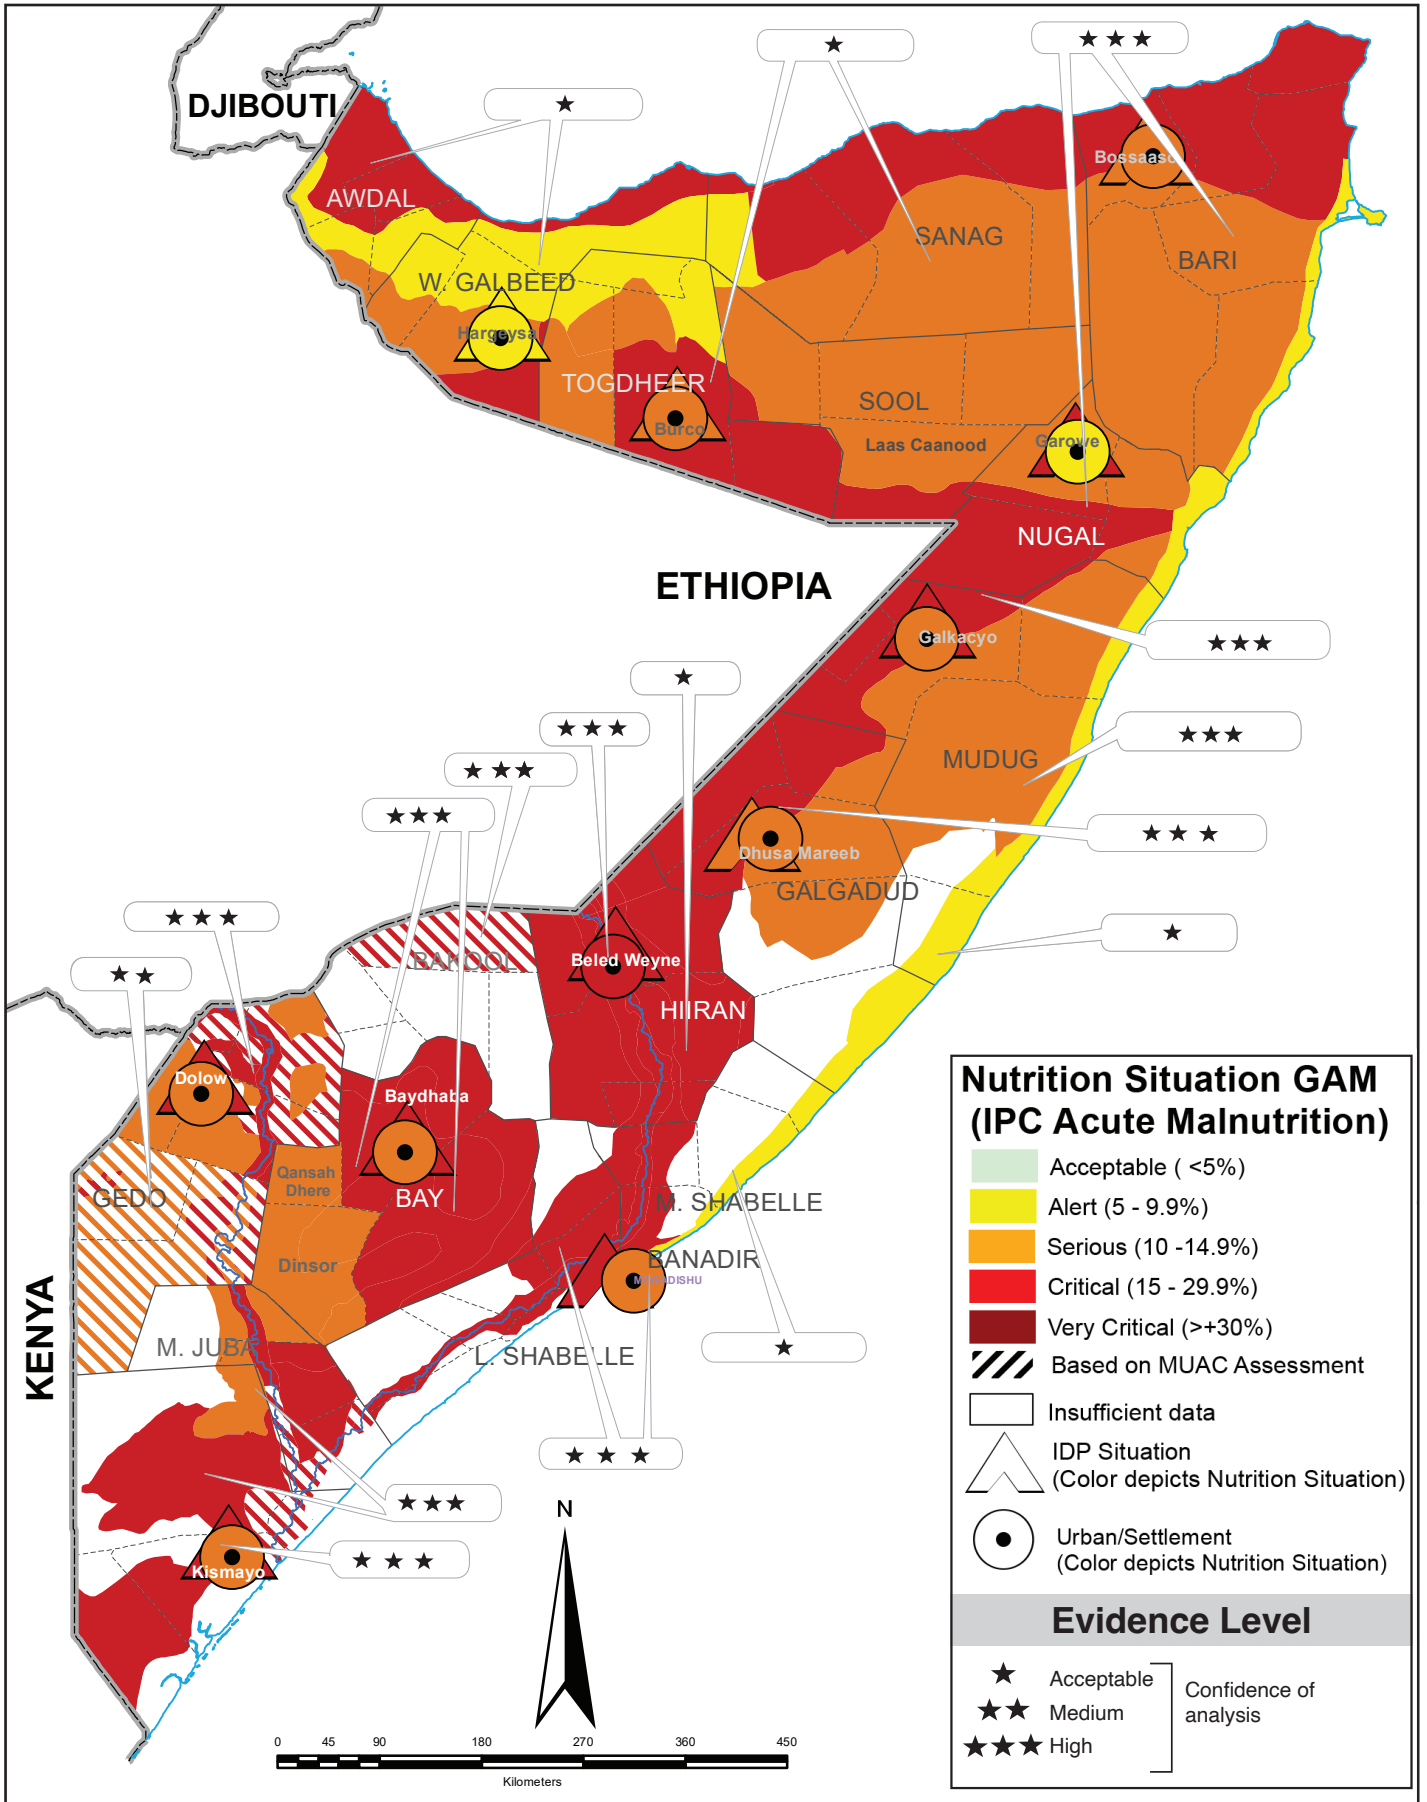 DJIBOUTI
AWDAL
W. GALBEED
Hargeysa
TOGDHEER
Burco
SANAG
Bossaaso
BARI
SOOL
Laas Caanood
Garowe
NUGAL
ETHIOPIA
Galkacyo
MUDUG
Dhusa Mareeb
GALGADUD
BAKOOL
Beled Weyne
HIIRAN
Dolow
Baydhaba
BAY
Qansah
Dhere
GEDO
Dinsor
M. SHABELLE
BANADIR
MOGADISHU
KENYA
M. JUBA
L. SHABELLE
Kismayo
N
0 45 90 180 270 360 450
Kilometers
Nutrition Situation GAM
(IPC Acute Malnutrition)
Acceptable ( <5%)
Alert (5 - 9.9%)
Serious (10 -14.9%)
Critical (15 - 29.9%)
Very Critical (>+30%)
Based on MUAC Assessment
Insufficient data
IDP Situation
(Color depicts Nutrition Situation)
Urban/Settlement
(Color depicts Nutrition Situation)
Evidence Level
Acceptable
Medium
High
Confidence of
analysis